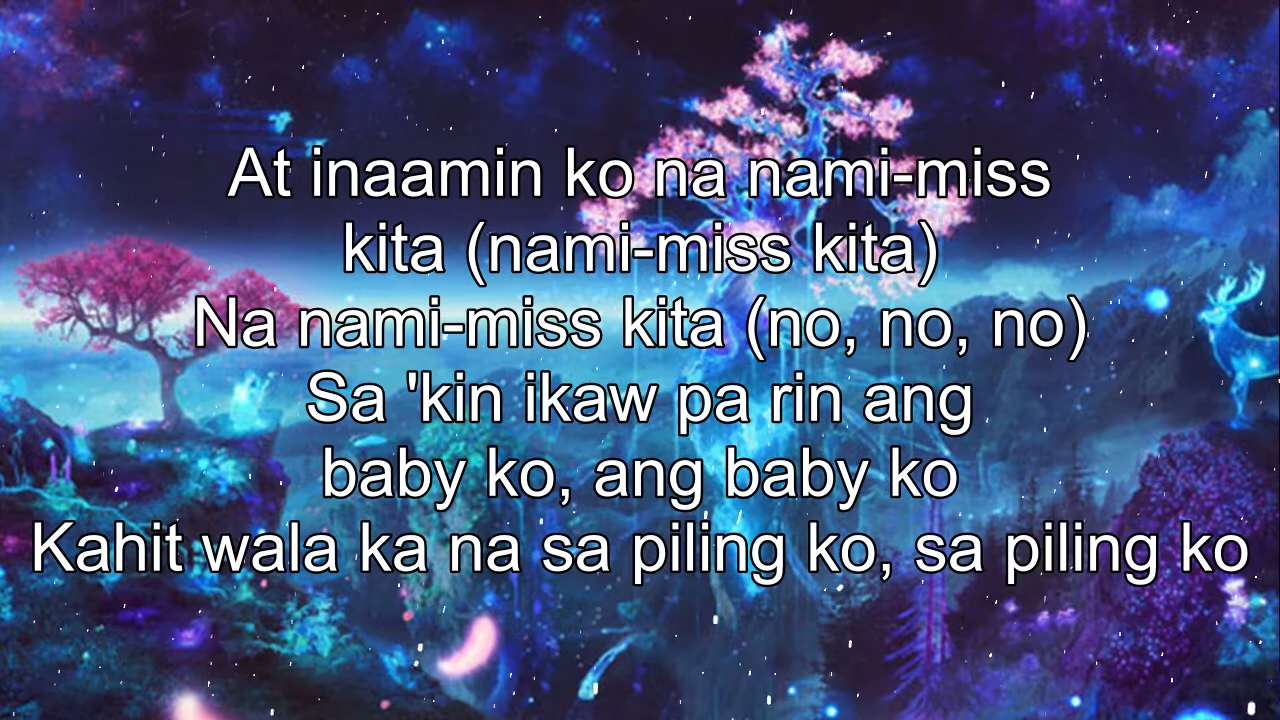 At inaamin ko na nami-miss
kita (nami-miss kita)
Na nami-miss kita (no, no, no)
Sa 'kin ikaw pa rin ang
baby ko, ang baby ko
Kahit wala ka na sa piling ko, sa piling ko